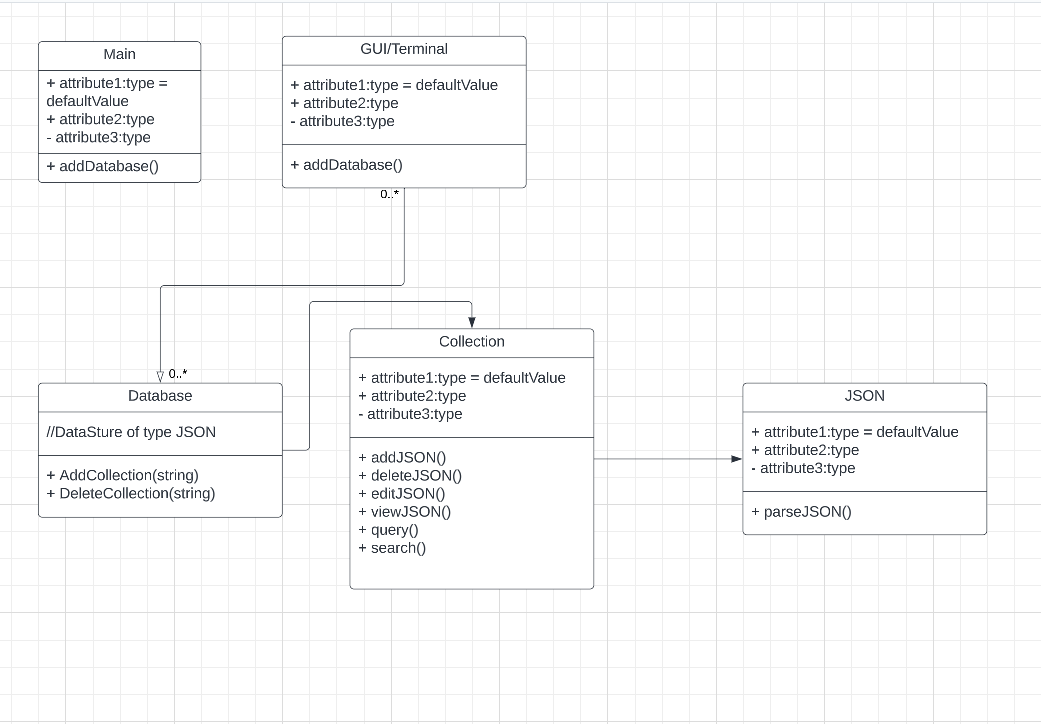 Main
+ attribute1:type =
defaultValue
+ attribute2:type
- attribute3:type
+ addDatabase()
GUI/Terminal
+ attribute1:type = defaultValue
+ attribute2:type
- attribute3:type
+ addDatabase()
0..*
0..*
Database
//DataSture of type JSON
+ AddCollection(string)
+ DeleteCollection(string)
Collection
+ attribute1:type = defaultValue
+ attribute2:type
- attribute3:type
+ addJSON()
+ deleteJSON()
+ editJSON()
+ viewJSON()
+ query()
+ search()
JSON
+ attribute1:type = defaultValue
+ attribute2:type
- attribute3:type
+ parseJSON()